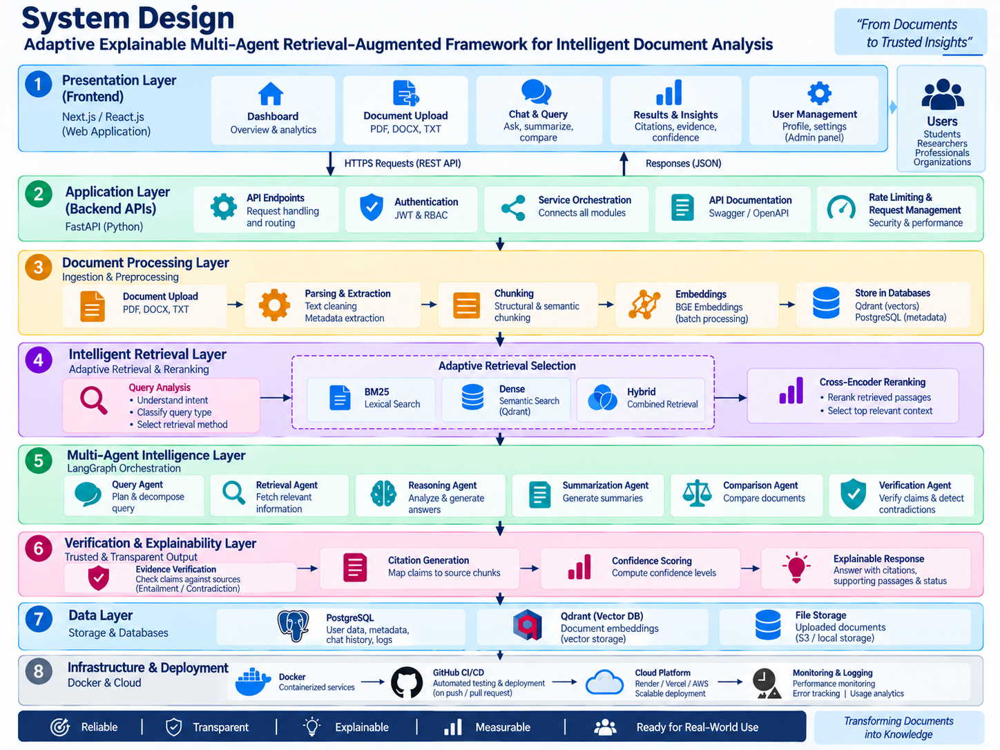 System Design
Adaptive Explainable Multi-Agent Retrieval-Augmented Framework for Intelligent Document Analysis
“From Documents
to Trusted Insights”
1
Presentation Layer
(Frontend)
Next.js / React.js
(Web Application)
Dashboard
Overview & analytics
Document Upload
PDF, DOCX, TXT
Chat & Query
Ask, summarize,
compare
Results & Insights
Citations, evidence,
confidence
User Management
Profile, settings
(Admin panel)
Users
Students
Researchers
Professionals
Organizations
HTTPS Requests (REST API)
Responses (JSON)
2
Application Layer
(Backend APIs)
FastAPI (Python)
API Endpoints
Request handling
and routing
Authentication
JWT & RBAC
Service Orchestration
Connects all modules
API Documentation
Swagger / OpenAPI
Rate Limiting &
Request Management
Security & performance
3
Document Processing Layer
Ingestion & Preprocessing
Document Upload
PDF, DOCX, TXT
Parsing & Extraction
Text cleaning
Metadata extraction
Chunking
Structural & semantic
chunking
Embeddings
BGE Embeddings
(batch processing)
Store in Databases
Qdrant (vectors)
PostgreSQL (metadata)
4
Intelligent Retrieval Layer
Adaptive Retrieval & Reranking
Query Analysis
• Understand intent
• Classify query type
• Select retrieval method
Adaptive Retrieval Selection
BM25
Lexical Search
Dense
Semantic Search
(Qdrant)
Hybrid
Combined Retrieval
Cross-Encoder Reranking
• Rerank retrieved passages
• Select top relevant context
5
Multi-Agent Intelligence Layer
LangGraph Orchestration
Query Agent
Plan & decompose
query
Retrieval Agent
Fetch relevant
information
Reasoning Agent
Analyze & generate
answers
Summarization Agent
Generate summaries
Comparison Agent
Compare documents
Verification Agent
Verify claims & detect
contradictions
6
Verification & Explainability Layer
Trusted & Transparent Output
Evidence Verification
Check claims against sources
(Entailment / Contradiction)
Citation Generation
Map claims to source chunks
Confidence Scoring
Compute confidence levels
Explainable Response
Answer with citations,
supporting passages & status
7
Data Layer
Storage & Databases
PostgreSQL
User data, metadata,
chat history, logs
Qdrant (Vector DB)
Document embeddings
(vector storage)
File Storage
Uploaded documents
(S3 / local storage)
8
Infrastructure & Deployment
Docker & Cloud
Docker
Containerized services
GitHub CI/CD
Automated testing & deployment
(on push / pull request)
Cloud Platform
Render / Vercel / AWS
Scalable deployment
Monitoring & Logging
Performance monitoring
Error tracking | Usage analytics
Reliable | Transparent | Explainable | Measurable | Ready for Real-World Use
Transforming Documents
into Knowledge